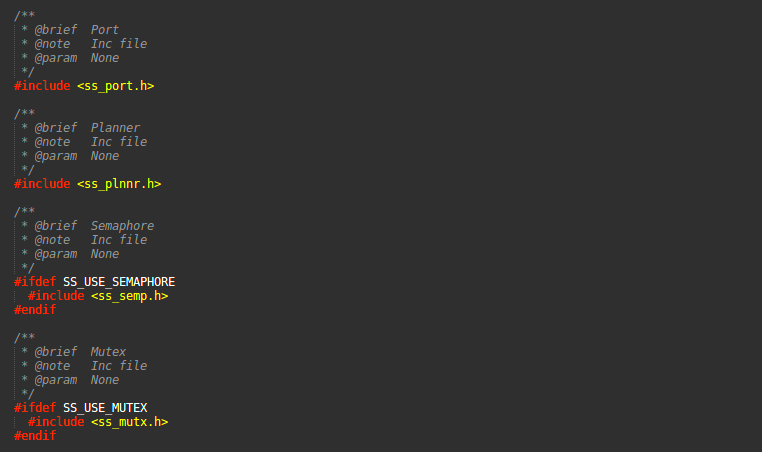 /**
 * @brief  Port
 * @note   Inc file
 * @param  None
 */
#include <ss_port.h>

/**
 * @brief  Planner
 * @note   Inc file
 * @param  None
 */
#include <ss_plnnr.h>

/**
 * @brief  Semaphore
 * @note   Inc file
 * @param  None
 */
#ifdef SS_USE_SEMAPHORE
  #include <ss_semp.h>
#endif

/**
 * @brief  Mutex
 * @note   Inc file
 * @param  None
 */
#ifdef SS_USE_MUTEX
  #include <ss_mutx.h>
#endif